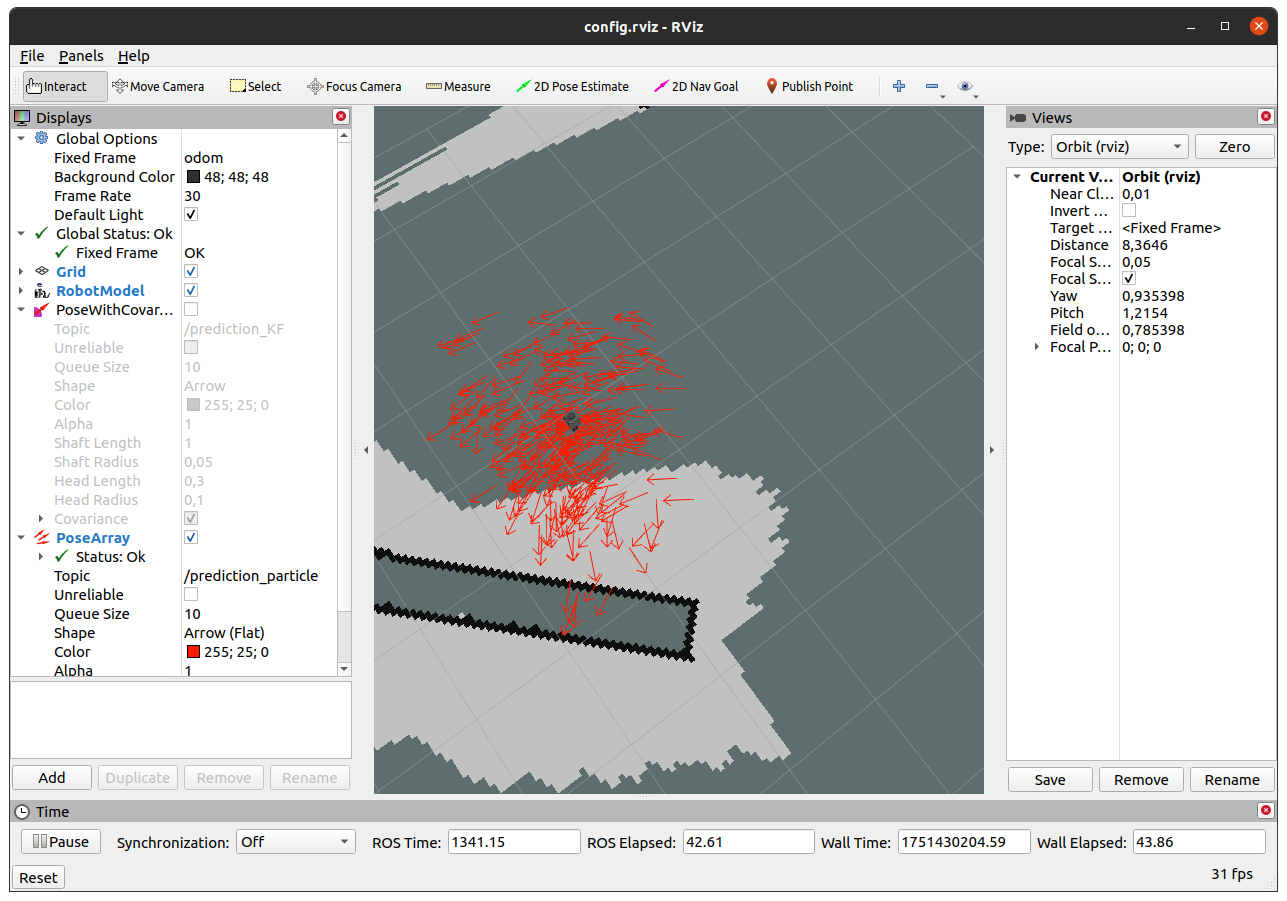 config.rviz - RViz
File Panels Help
Interact Move Camera Select Focus Camera Measure 2D Pose Estimate 2D Nav Goal Publish Point
Displays
Global Options
Fixed Frame odom
Background Color 48; 48; 48
Frame Rate 30
Default Light
Global Status: Ok
Fixed Frame OK
Grid
RobotModel
PoseWithCovar...
Topic /prediction_KF
Unreliable
Queue Size 10
Shape Arrow
Color 255; 25; 0
Alpha 1
Shaft Length 1
Shaft Radius 0,05
Head Length 0,3
Head Radius 0,1
Covariance
PoseArray
Status: Ok
Topic /prediction_particle
Unreliable
Queue Size 10
Shape Arrow (Flat)
Color 255; 25; 0
Alpha 1
Add Duplicate Remove Rename
Views
Type: Orbit (rviz) Zero
Current V... Orbit (rviz)
Near Cl... 0,01
Invert ...
Target ... <Fixed Frame>
Distance 8,3646
Focal S... 0,05
Focal S...
Yaw 0,935398
Pitch 1,2154
Field o... 0,785398
Focal P... 0; 0; 0
Save Remove Rename
Time
Pause Synchronization: Off ROS Time: 1341.15 ROS Elapsed: 42.61 Wall Time: 1751430204.59 Wall Elapsed: 43.86
Reset 31 fps